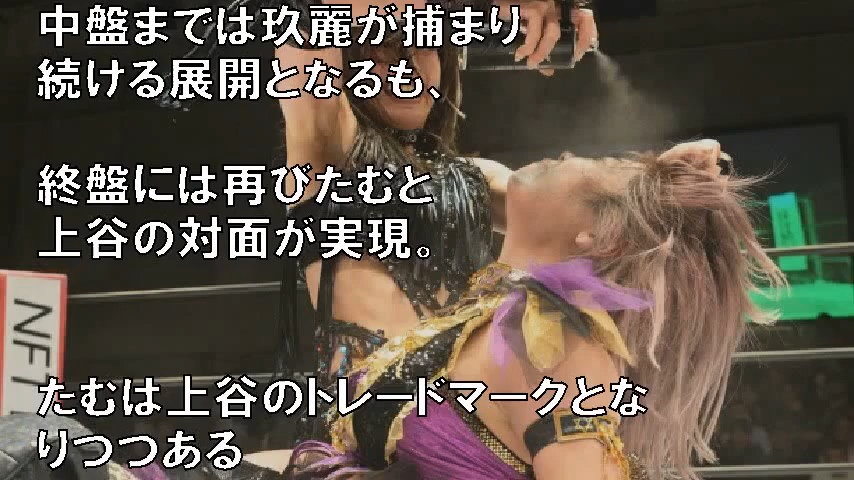 中盤までは玖麗が捕まり
続ける展開となるも、
終盤には再びたむと
上谷の対面が実現。
たむは上谷のトレードマークとな
りつつある
NFT